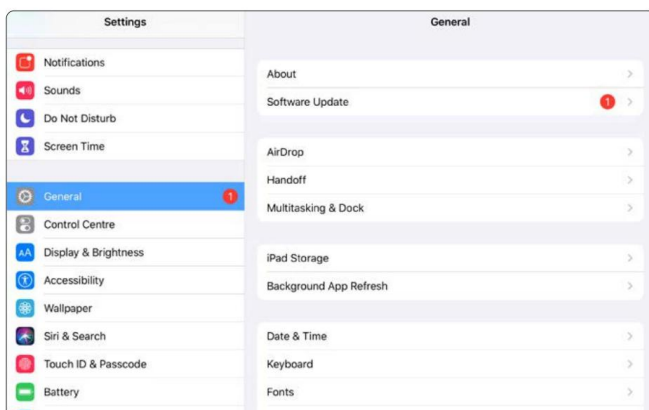 Settings
Notifications
Sounds
Do Not Disturb
Screen Time
General 1
Control Centre
AA Display & Brightness
Accessibility
Wallpaper
Siri & Search
Touch ID & Passcode
Battery
General
About
Software Update 1
AirDrop
Handoff
Multitasking & Dock
iPad Storage
Background App Refresh
Date & Time
Keyboard
Fonts